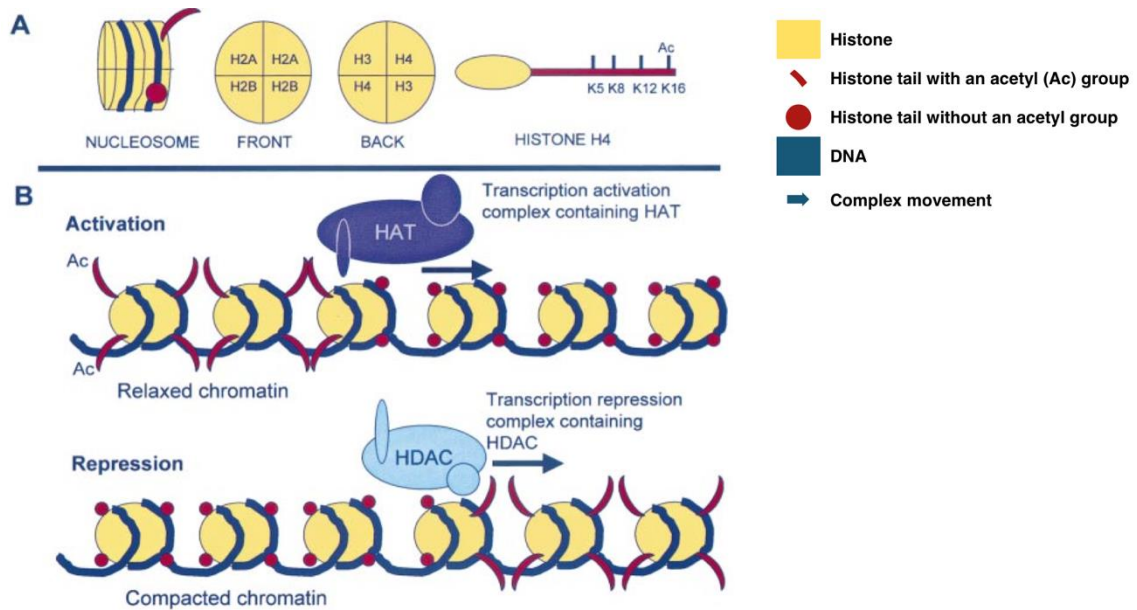 A
H2A H2A
H2B H2B
H3 H4
H4 H3
Ac
K5 K8 K12 K16
NUCLEOSOME
FRONT
BACK
HISTONE H4
Histone
Histone tail with an acetyl (Ac) group
Histone tail without an acetyl group
DNA
Complex movement
B
Activation
HAT
Transcription activation
complex containing HAT
Ac
Ac
Relaxed chromatin
Repression
HDAC
Transcription repression
complex containing
HDAC
Compacted chromatin